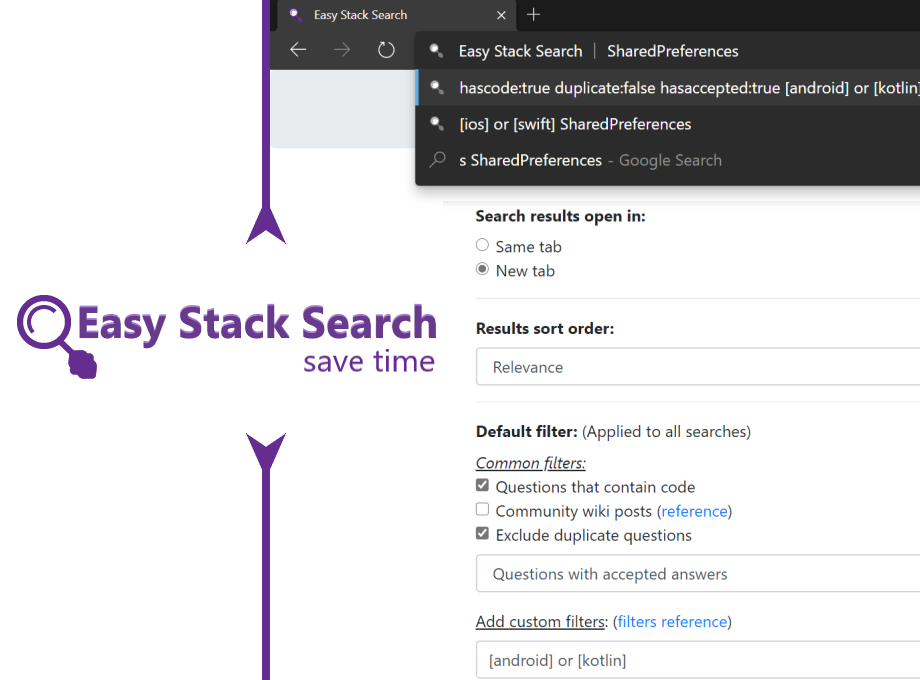 Easy Stack Search
Easy Stack Search | SharedPreferences
hascode:true duplicate:false hasaccepted:true [android] or [kotlin]
[ios] or [swift] SharedPreferences
s SharedPreferences - Google Search
Search results open in:
Same tab
New tab
Easy Stack Search
save time
Results sort order:
Relevance
Default filter: (Applied to all searches)
Common filters:
Questions that contain code
Community wiki posts (reference)
Exclude duplicate questions
Questions with accepted answers
Add custom filters: (filters reference)
[android] or [kotlin]